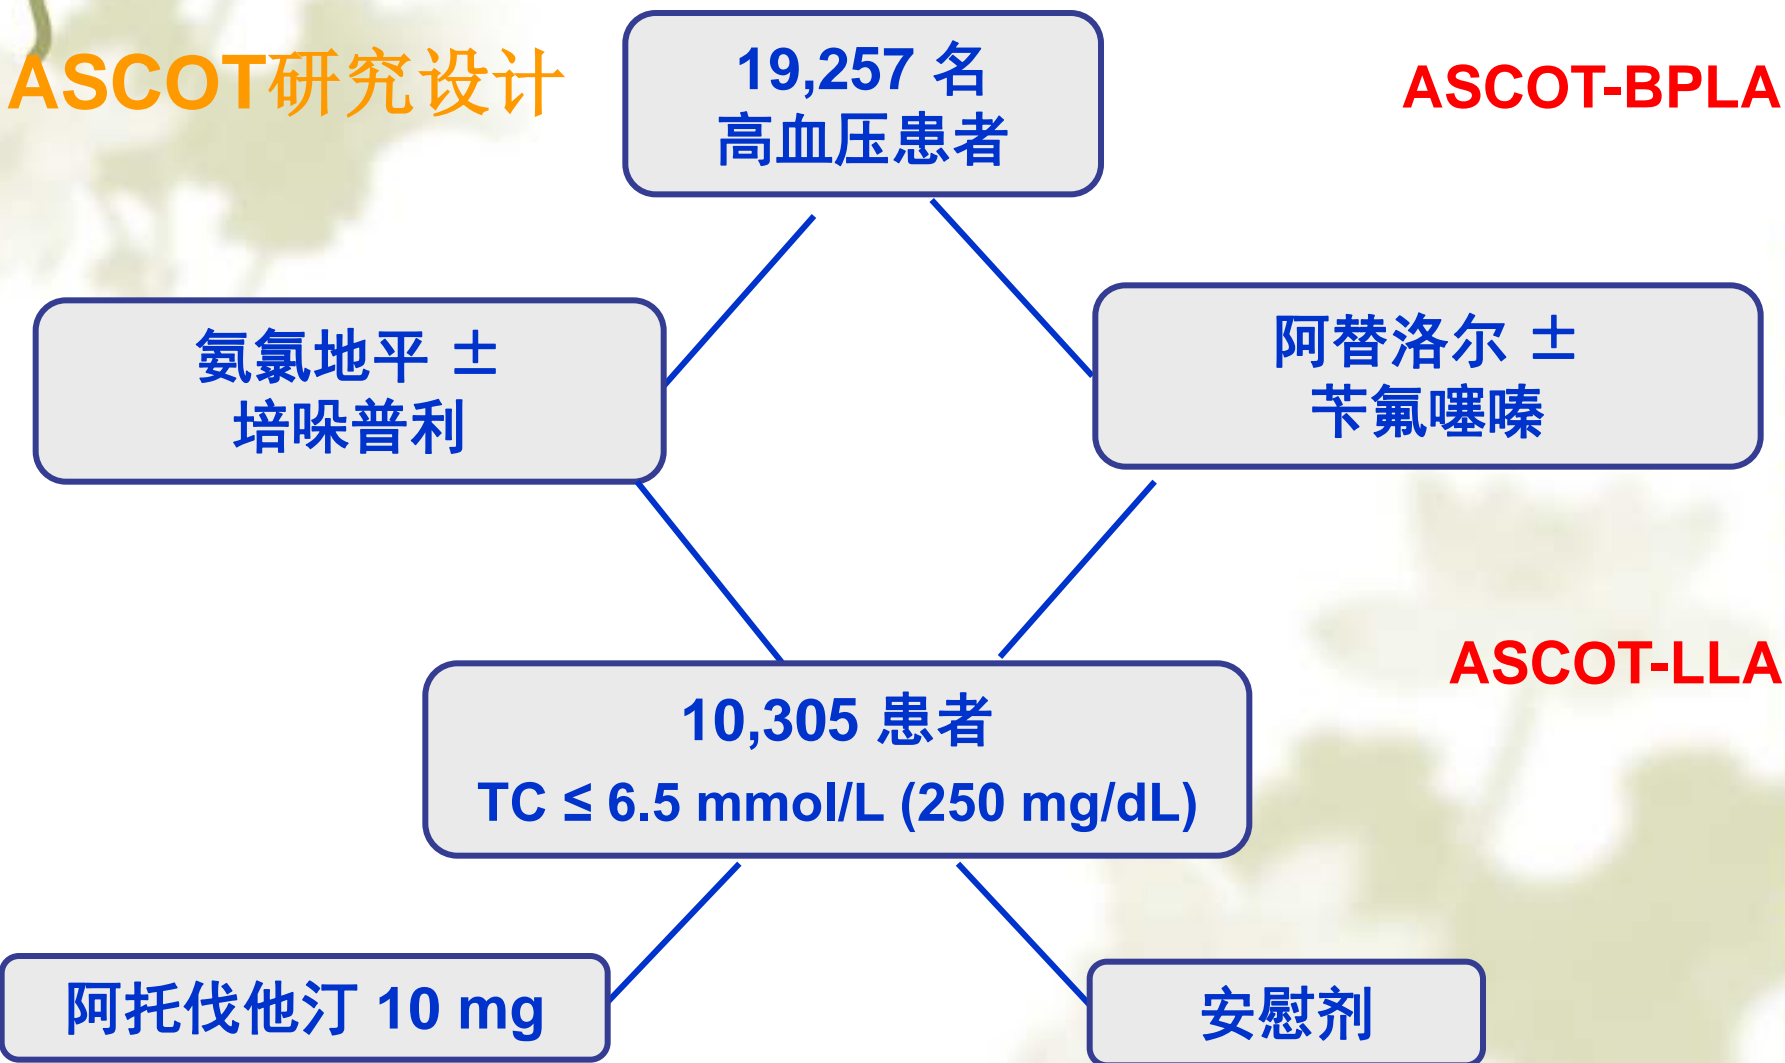 ASCOT研究设计
19,257 名
高血压患者
ASCOT-BPLA
氨氯地平 ±
培哚普利
阿替洛尔 ±
苄氟噻嗪
ASCOT-LLA
10,305 患者
TC ≤ 6.5 mmol/L (250 mg/dL)
阿托伐他汀 10 mg
安慰剂